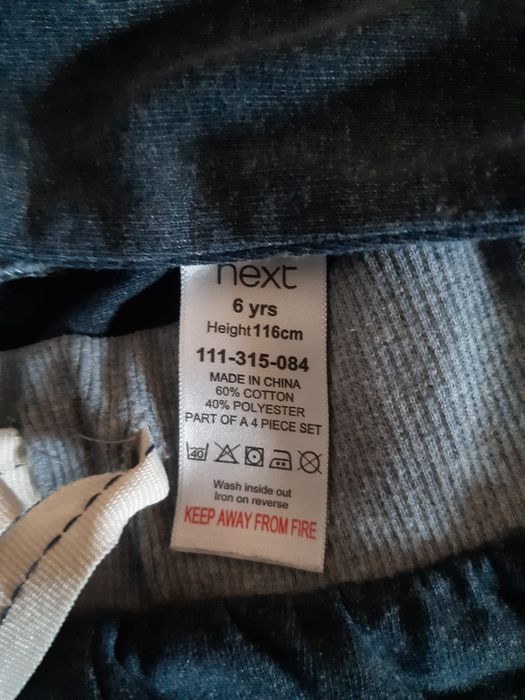 next
6 yrs
Height 116cm
111-315-084
MADE IN CHINA
60% COTTON
40% POLYESTER
PART OF A 4 PIECE SET
40
Wash inside out
Iron on reverse
KEEP AWAY FROM FIRE